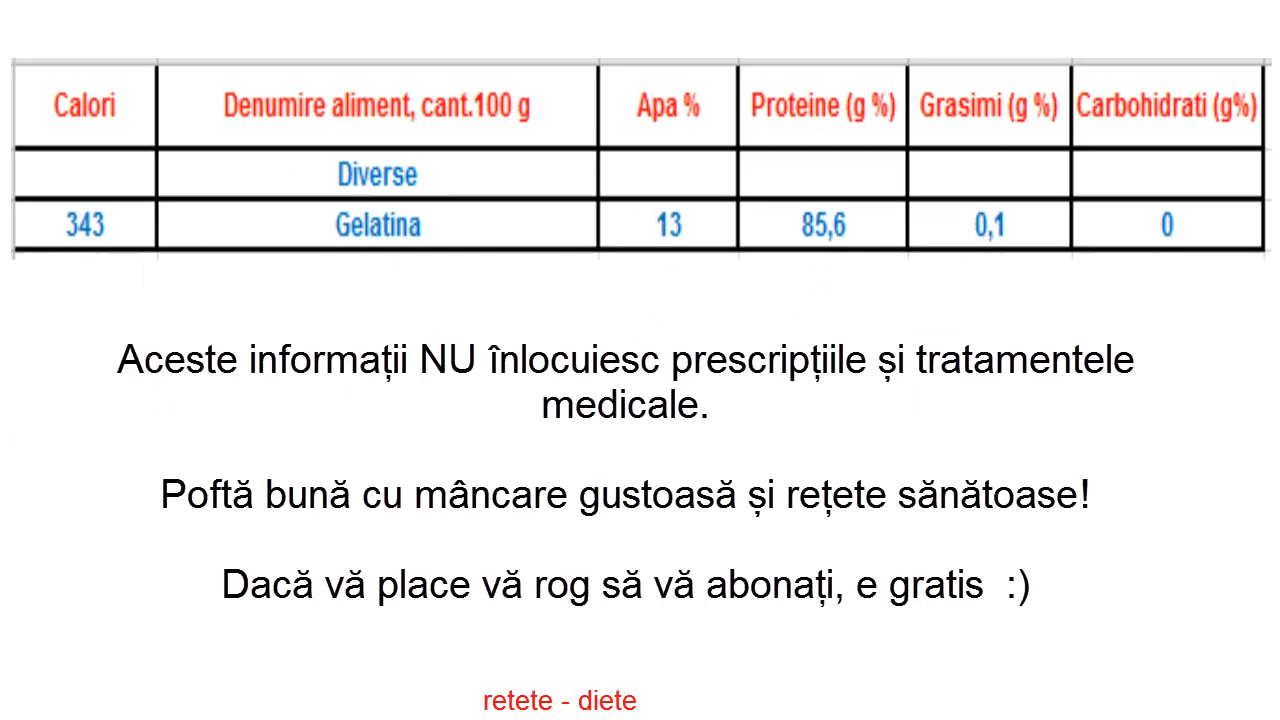 Calori Denumire aliment, cant.100 g Apa % Proteine (g %) Grasimi (g %) Carbohidrati (g%)
Diverse
343 Gelatina 13 85,6 0,1 0
Aceste informații NU înlocuiesc prescripțiile și tratamentele
medicale.
Poftă bună cu mâncare gustoasă și rețete sănătoase!
Dacă vă place vă rog să vă abonați, e gratis :)
retete - diete